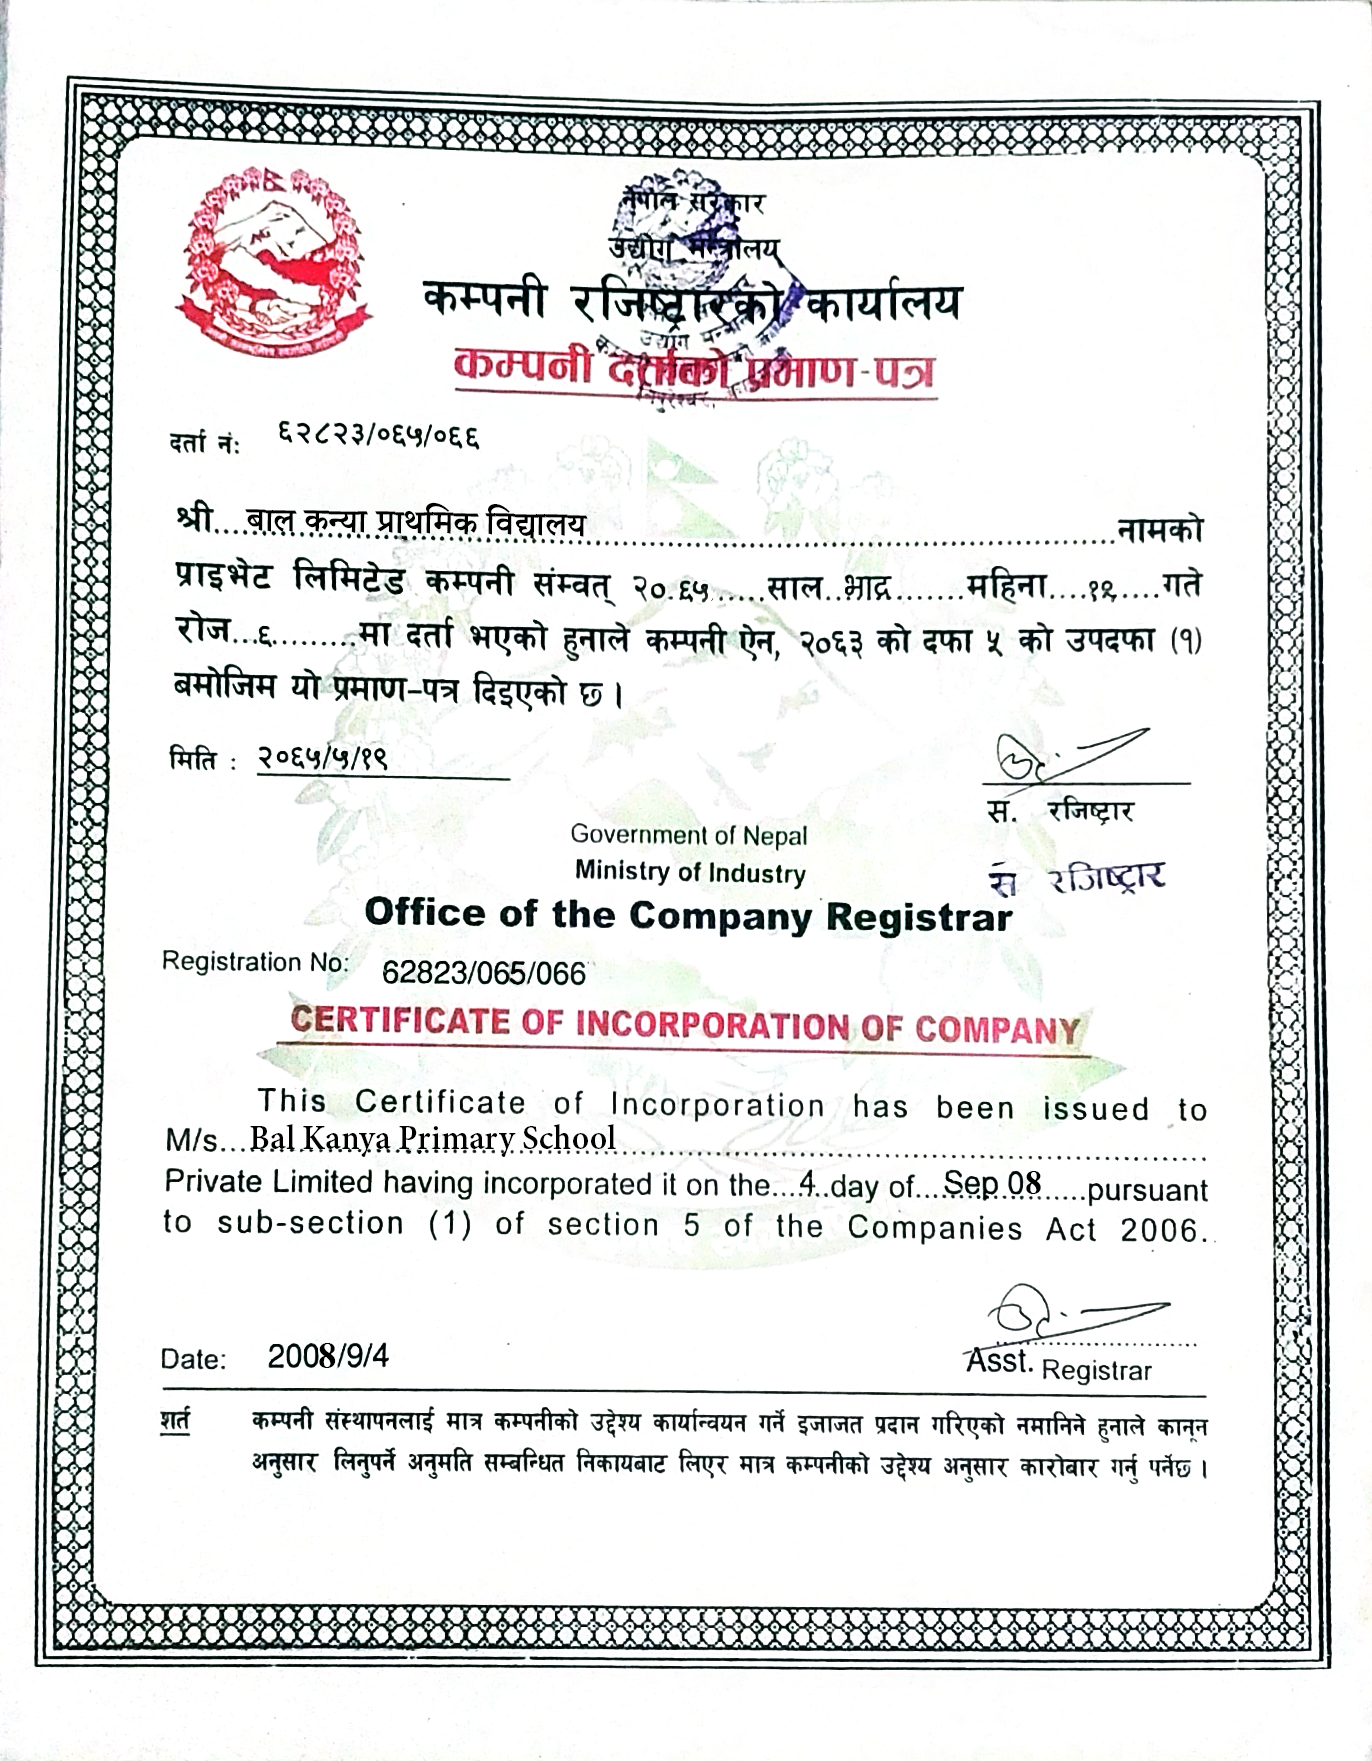 नेपाल सरकार
उद्योग मन्त्रालय
कम्पनी रजिष्ट्रारको कार्यालय
कम्पनी दर्ताको प्रमाण-पत्र
दर्ता नं: ६२८२३/०६५/०६६
श्री....बाल कन्या प्राथमिक विद्यालय....नामको
प्राइभेट लिमिटेड कम्पनी संम्वत् २०.६५.....साल..भाद्र.......महिना....१९....गते
रोज...६.........मा दर्ता भएको हुनाले कम्पनी ऐन, २०६३ को दफा ५ को उपदफा (१)
बमोजिम यो प्रमाण-पत्र दिइएको छ।
मिति : २०६५/५/१९
स. रजिष्ट्रार
Government of Nepal
Ministry of Industry
स रजिष्ट्रार
Office of the Company Registrar
Registration No: 62823/065/066
CERTIFICATE OF INCORPORATION OF COMPANY
This Certificate of Incorporation has been issued to
M/s...Bal Kanya Primary School....
Private Limited having incorporated it on the...4..day of....Sep.08.....pursuant
to sub-section (1) of section 5 of the Companies Act 2006.
Date: 2008/9/4
Asst. Registrar
शर्त कम्पनी संस्थापनलाई मात्र कम्पनीको उद्देश्य कार्यान्वयन गर्ने इजाजत प्रदान गरिएको नमानिने हुनाले कानून
अनुसार लिनुपर्ने अनुमति सम्बन्धित निकायबाट लिएर मात्र कम्पनीको उद्देश्य अनुसार कारोबार गर्नु पर्नेछ।